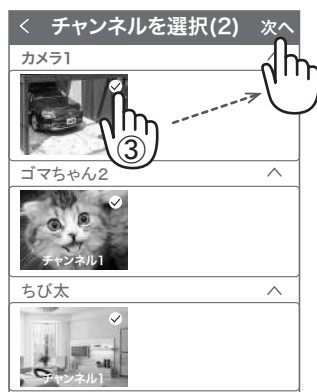 < チャンネルを選択(2) 次へ
カメラ1
③
ゴマちゃん2
チャンネル1
ちび太
チャンネル1